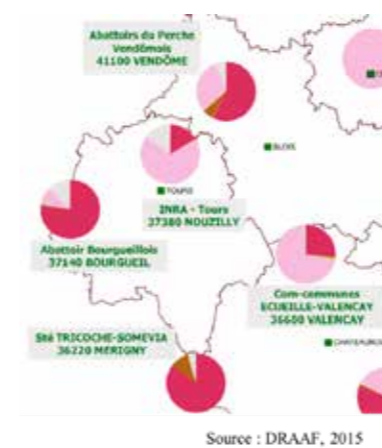 Abattoirs du Perche
Vendômois
41100 VENDÔME
BLOIS
TOURS
INRA - Tours
37380 NOUZILLY
Abattoir Bourgueillois
37140 BOURGUEIL
Com-communes
ECUEILLE-VALENCAY
36600 VALENCAY
Sté TRICOCHE-SOMEVIA
36220 MERIGNY
Source : DRAAF, 2015